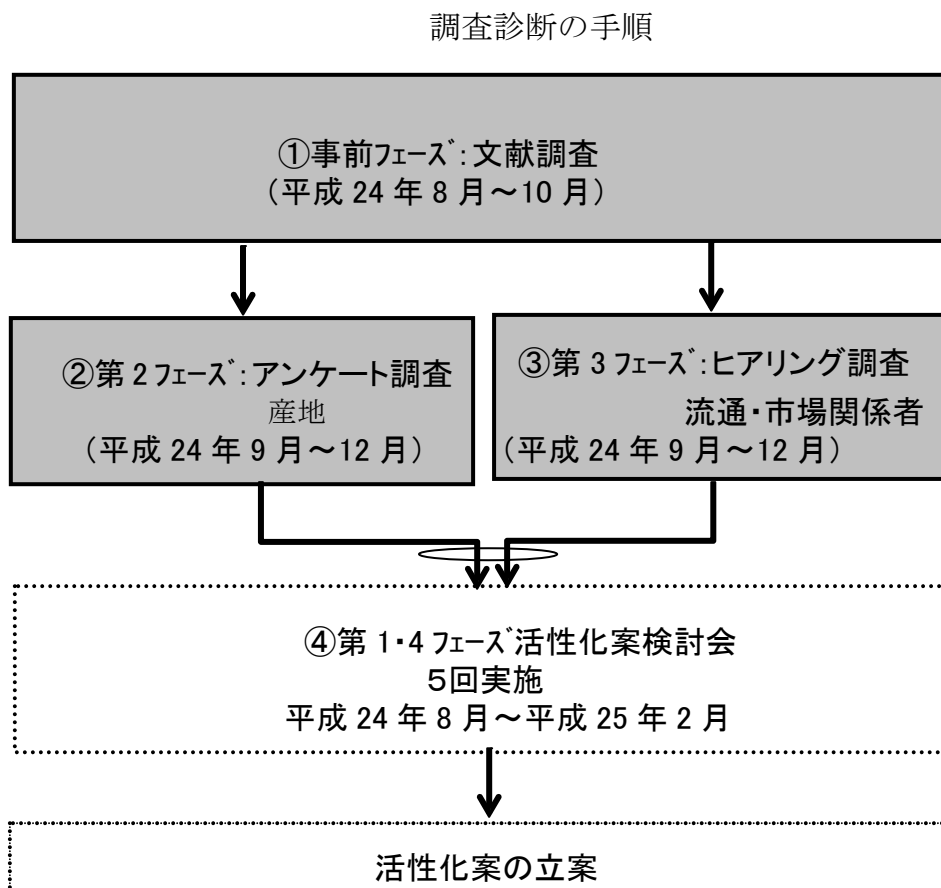 調査診断の手順
①事前ﾌｪｰｽﾞ:文献調査
(平成 24 年 8 月～10 月)
②第 2 ﾌｪｰｽﾞ:アンケート調査
産地
(平成 24 年 9 月～12 月)
③第 3 ﾌｪｰｽﾞ:ヒアリング調査
流通・市場関係者
(平成 24 年 9 月～12 月)
④第 1・4 ﾌｪｰｽﾞ活性化案検討会
５回実施
平成 24 年 8 月～平成 25 年 2 月
活性化案の立案